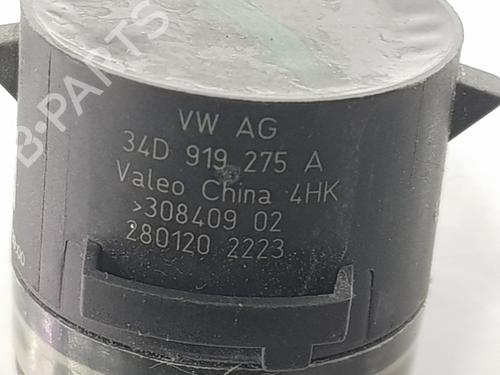 VW AG
34D 919 275 A
Valeo China 4HK
>308409 02
280120 2223
B-PARTS